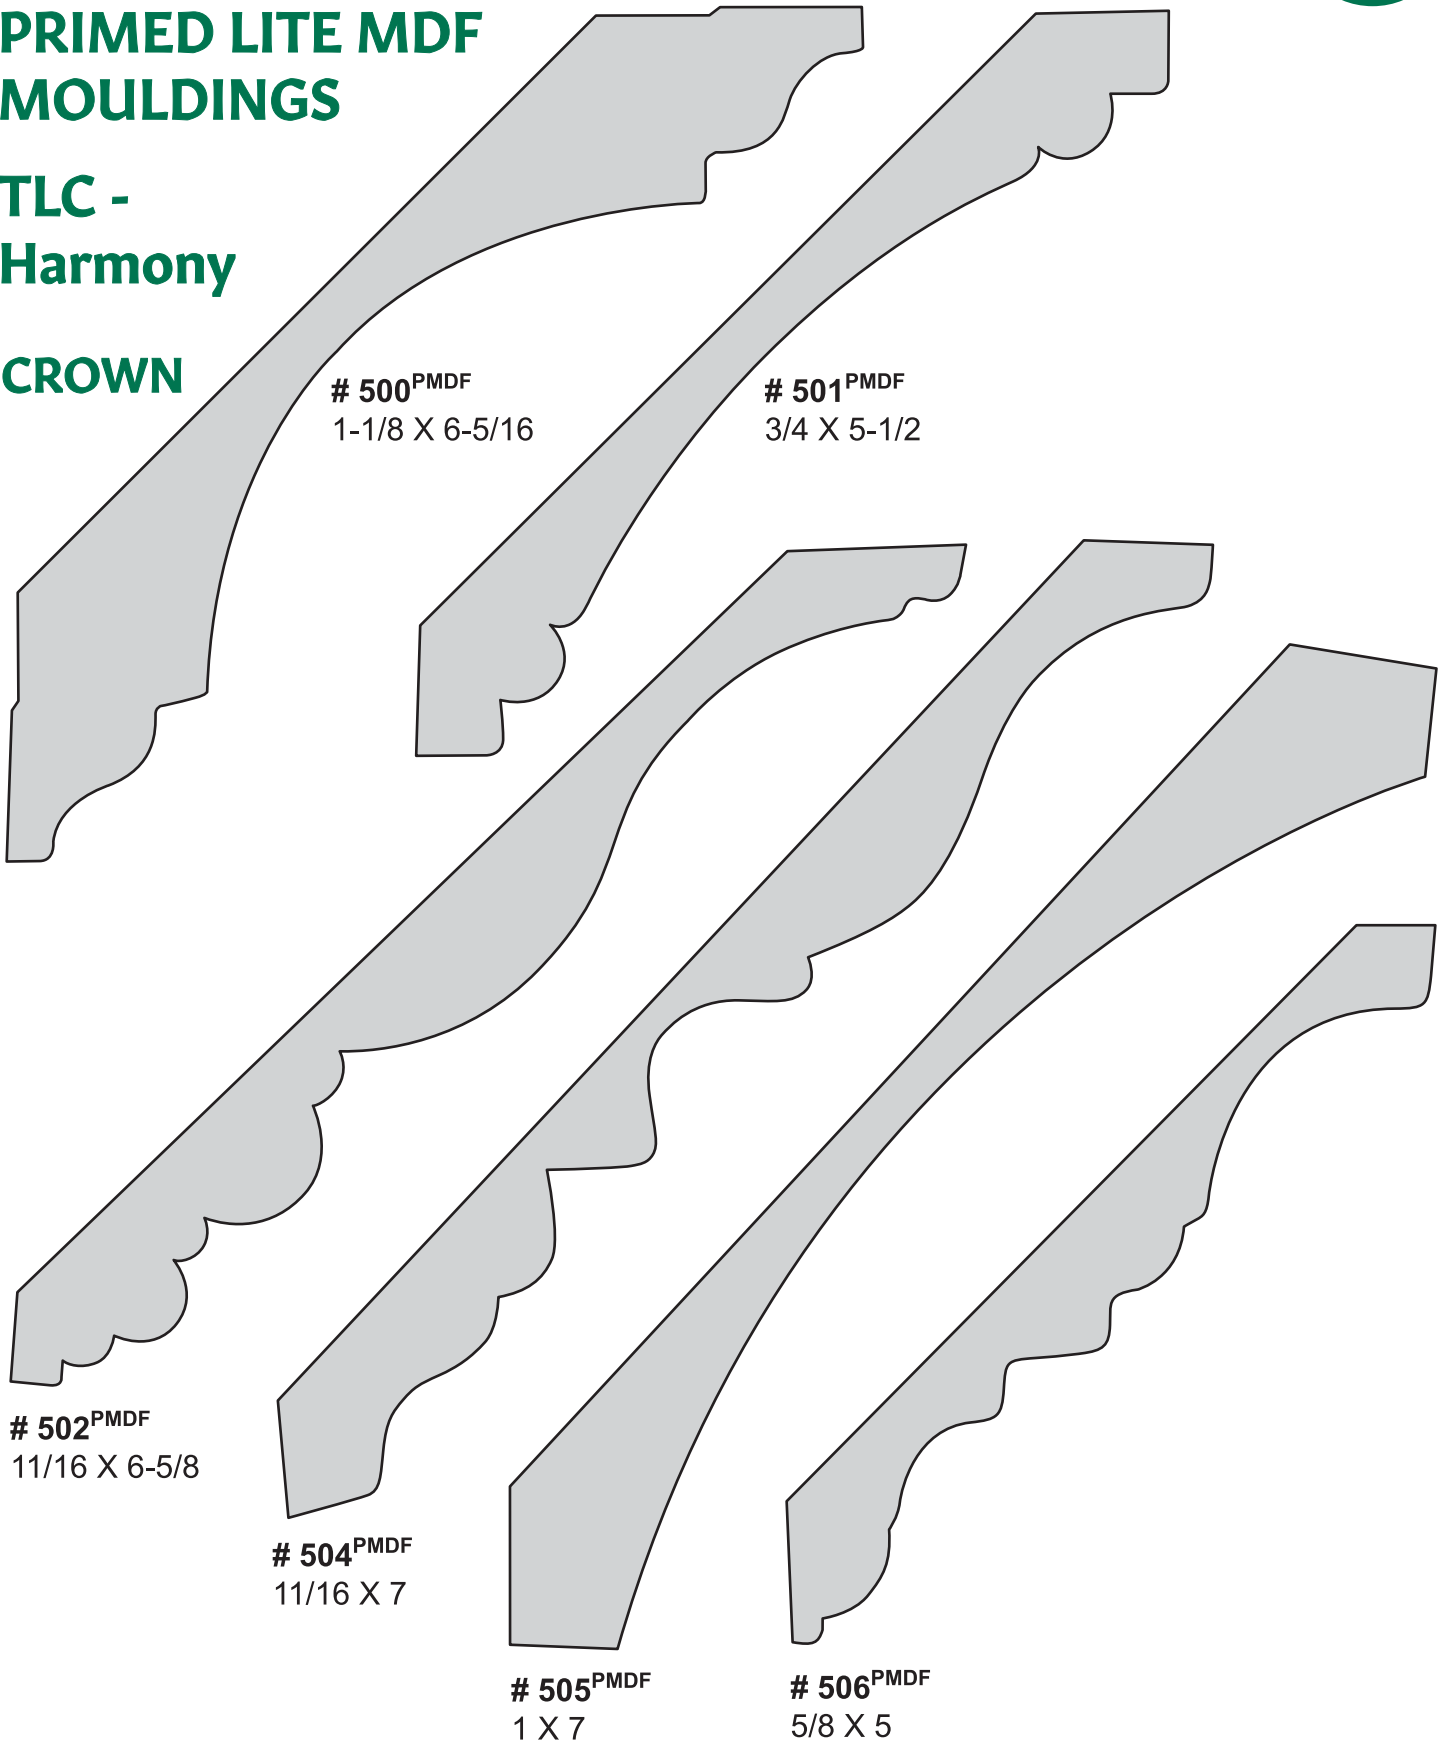 PRIMED LITE MDF
MOULDINGS
TLC -
Harmony
CROWN
# 500PMDF
1-1/8 X 6-5/16
# 501PMDF
3/4 X 5-1/2
# 502PMDF
11/16 X 6-5/8
# 504PMDF
11/16 X 7
# 505PMDF
1 X 7
# 506PMDF
5/8 X 5